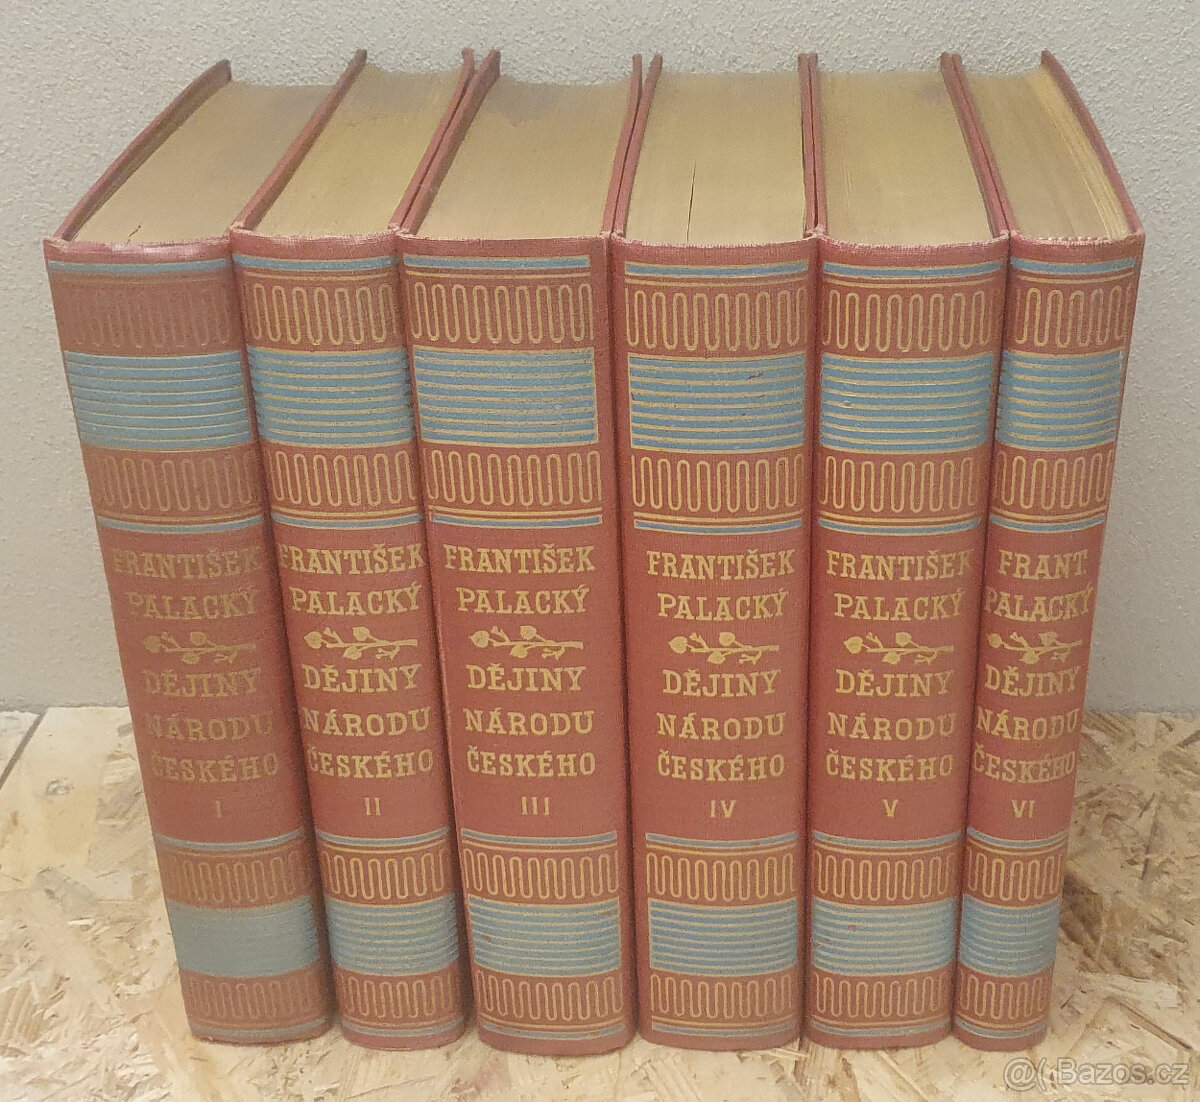 FRANTIŠEK
PALACKÝ
DĚJINY
NÁRODU
ČESKÉHO
I
FRANTIŠEK
PALACKÝ
DĚJINY
NÁRODU
ČESKÉHO
II
FRANTIŠEK
PALACKÝ
DĚJINY
NÁRODU
ČESKÉHO
III
FRANTIŠEK
PALACKÝ
DĚJINY
NÁRODU
ČESKÉHO
IV
FRANTIŠEK
PALACKÝ
DĚJINY
NÁRODU
ČESKÉHO
V
FRANT.
PALACKÝ
DĚJINY
NÁRODU
ČESKÉHO
VI
@(·Bazos.cz